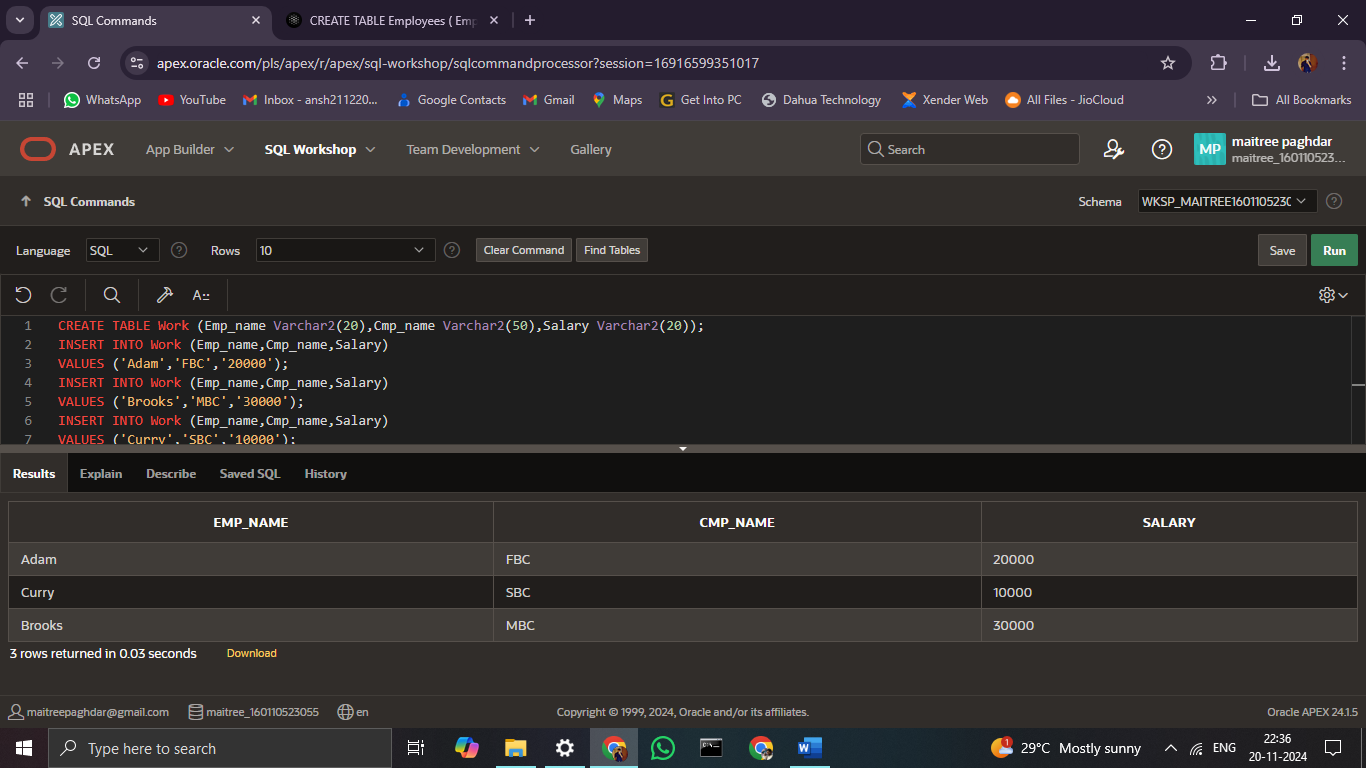 SQL Commands
CREATE TABLE Employees ( Emp
apex.oracle.com/pls/apex/r/apex/sql-workshop/sqlcommandprocessor?session=16916599351017
WhatsApp YouTube Inbox - ansh211220... Google Contacts Gmail Maps Get Into PC Dahua Technology Xender Web All Files - JioCloud » All Bookmarks
APEX App Builder SQL Workshop Team Development Gallery Search MP maitree paghdar
maitree_160110523...
SQL Commands Schema WKSP_MAITREE160110523(
Language SQL Rows 10 Clear Command Find Tables Save Run
A::
1 CREATE TABLE Work (Emp_name Varchar2(20),Cmp_name Varchar2(50),Salary Varchar2(20));
2 INSERT INTO Work (Emp_name,Cmp_name,Salary)
3 VALUES ('Adam','FBC','20000');
4 INSERT INTO Work (Emp_name,Cmp_name,Salary)
5 VALUES ('Brooks','MBC','30000');
6 INSERT INTO Work (Emp_name,Cmp_name,Salary)
7 VALUES ('Curry','SBC','10000');
Results Explain Describe Saved SQL History
EMP_NAME CMP_NAME SALARY
Adam FBC 20000
Curry SBC 10000
Brooks MBC 30000
3 rows returned in 0.03 seconds Download
maitreepaghdar@gmail.com maitree_160110523055 en Copyright © 1999, 2024, Oracle and/or its affiliates. Oracle APEX 24.1.5
Type here to search 1 29°C Mostly sunny ENG 22:36
20-11-2024